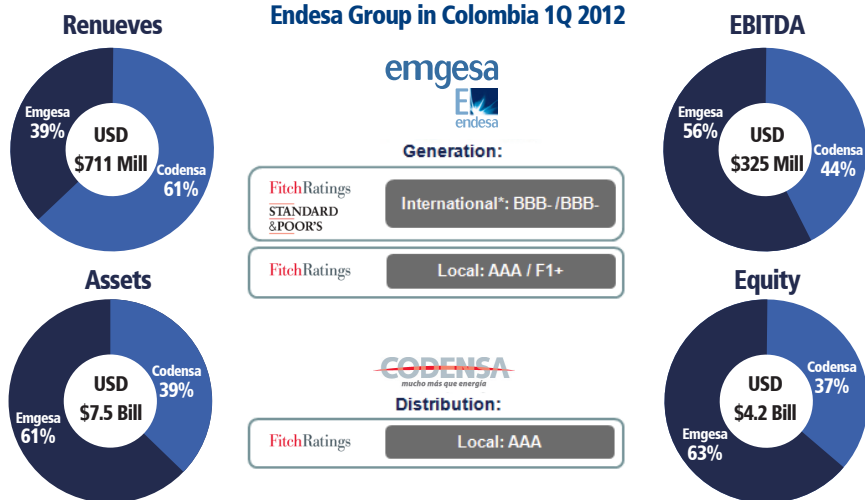 Endesa Group in Colombia 1Q 2012
Renueves
Emgesa
39%
USD
$711 Mill
Codensa
61%
emgesa
endesa
Generation:
FitchRatings
STANDARD
&POOR'S
International*: BBB- /BBB-
FitchRatings
Local: AAA / F1+
EBITDA
Emgesa
56%
USD
$325 Mill
Codensa
44%
Assets
Codensa
39%
USD
$7.5 Bill
Emgesa
61%
CODENSA
mucho más que energía
Distribution:
FitchRatings
Local: AAA
Equity
Codensa
37%
USD
$4.2 Bill
Emgesa
63%